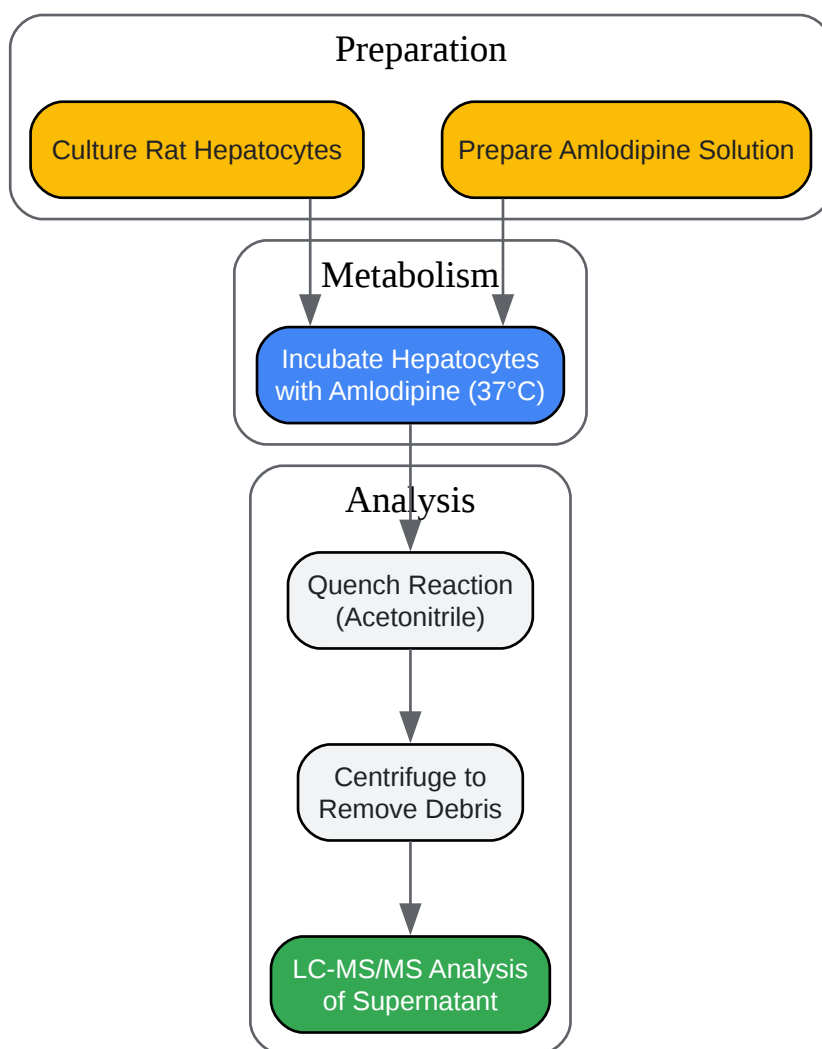 Preparation
Culture Rat Hepatocytes
Prepare Amlodipine Solution
Metabolism
Incubate Hepatocytes
with Amlodipine (37°C)
Analysis
Quench Reaction
(Acetonitrile)
Centrifuge to
Remove Debris
LC-MS/MS Analysis
of Supernatant